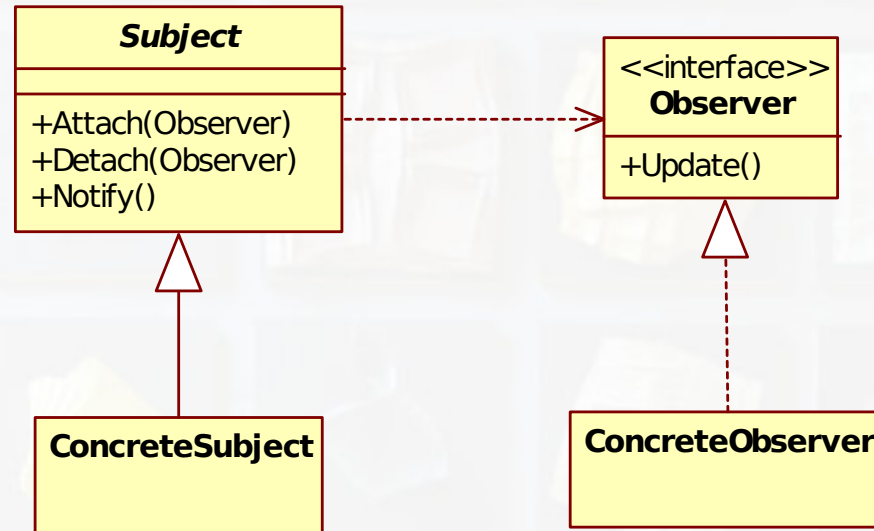 Subject
+Attach(Observer)
+Detach(Observer)
+Notify()
<<interface>>
Observer
+Update()
ConcreteSubject
ConcreteObserver